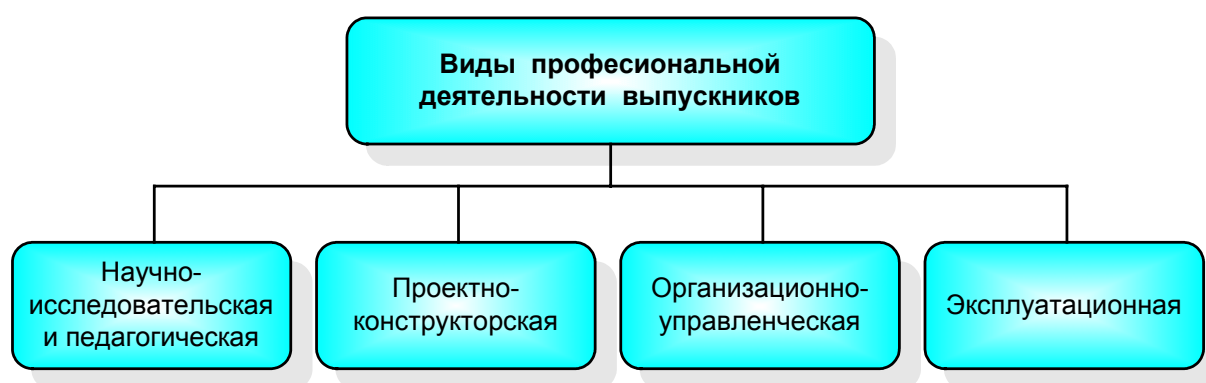 Виды професиональной
деятельности выпускников
Научно-
исследовательская
и педагогическая
Проектно-
конструкторская
Организационно-
управленческая
Эксплуатационная